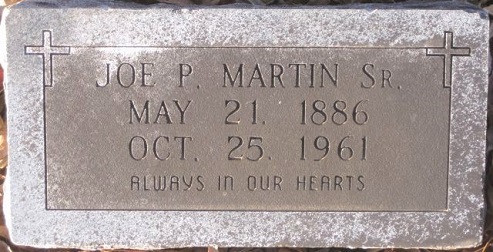 JOE P. MARTIN SR.
MAY 21, 1886
OCT. 25, 1961
ALWAYS IN OUR HEARTS